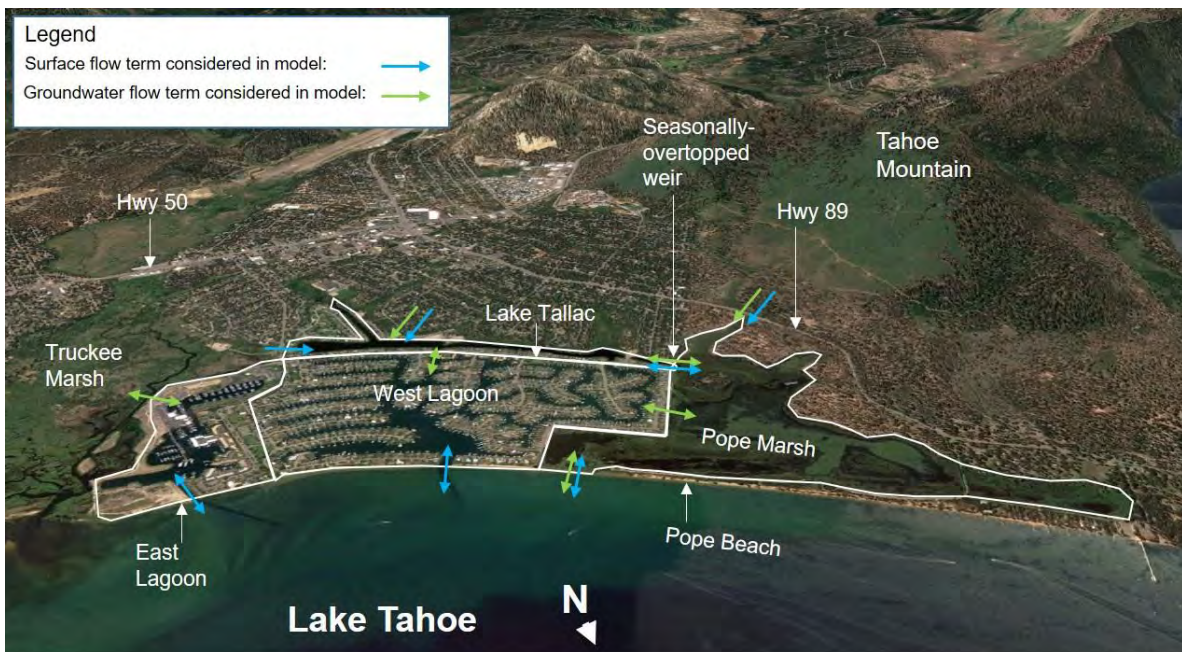 Legend
Surface flow term considered in model:
Groundwater flow term considered in model:
Seasonally-
overtopped
weir
Tahoe
Mountain
Hwy 50
Hwy 89
Lake Tallac
Truckee
Marsh
West Lagoon
Pope Marsh
East
Lagoon
Pope Beach
Lake Tahoe
N